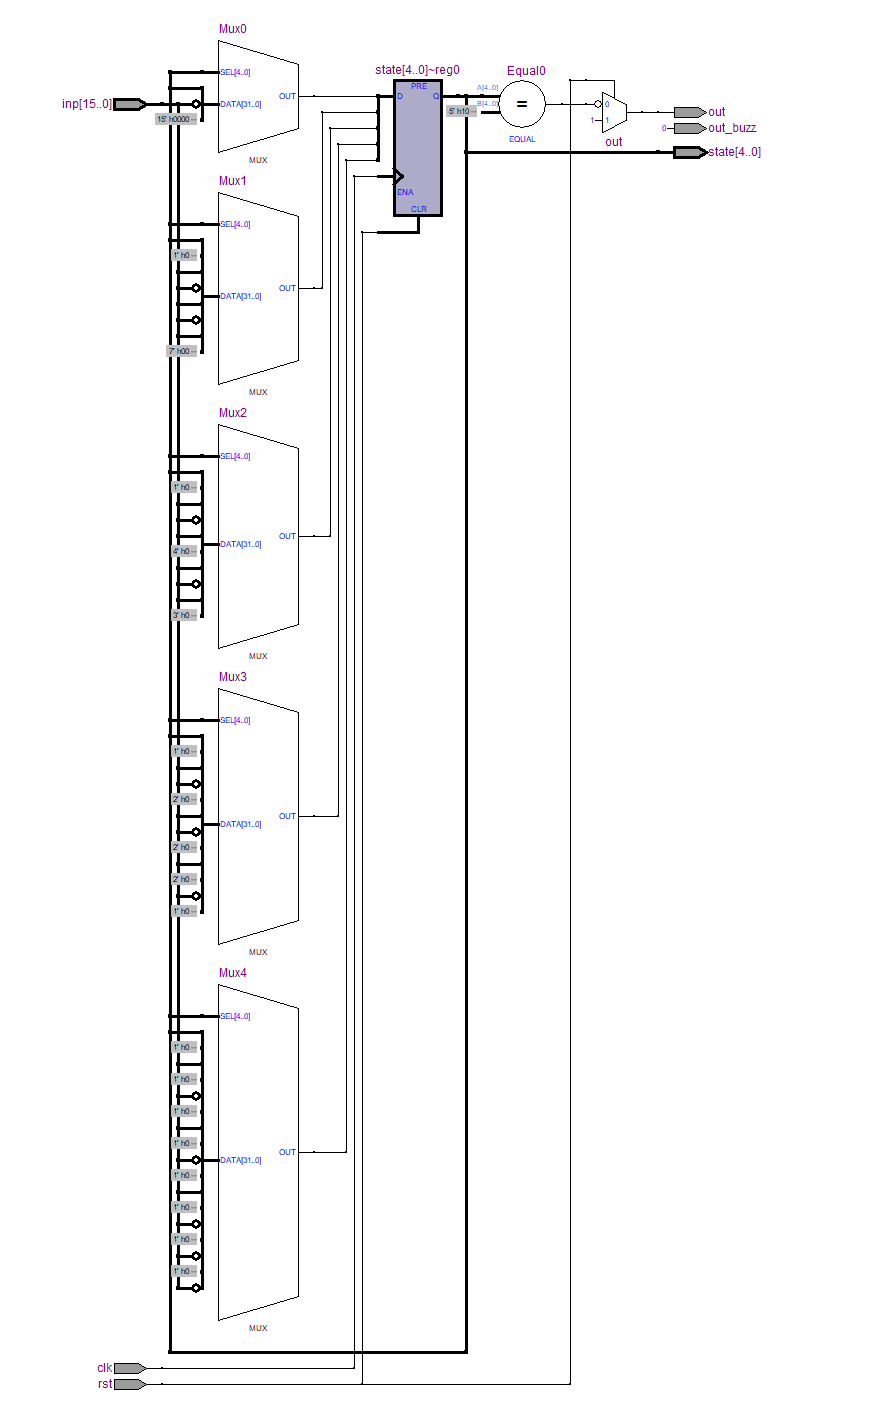 Mux0
SEL[4..0]
inp[15..0]
DATA[31..0]
OUT
15' h0000 --
MUX
state[4..0]~reg0
PRE
D
Q
ENA
CLR
Equal0
A[4..0]
B[4..0]
5' h10 --
=
EQUAL
0
1
1
out
out
0
out_buzz
state[4..0]
Mux1
SEL[4..0]
1' h0 --
DATA[31..0]
OUT
7' h00 --
MUX
Mux2
SEL[4..0]
1' h0 --
DATA[31..0]
OUT
4' h0 --
3' h0 --
MUX
Mux3
SEL[4..0]
1' h0 --
2' h0 --
DATA[31..0]
OUT
2' h0 --
2' h0 --
1' h0 --
MUX
Mux4
SEL[4..0]
1' h0 --
1' h0 --
1' h0 --
1' h0 --
DATA[31..0]
OUT
1' h0 --
1' h0 --
1' h0 --
1' h0 --
MUX
clk
rst